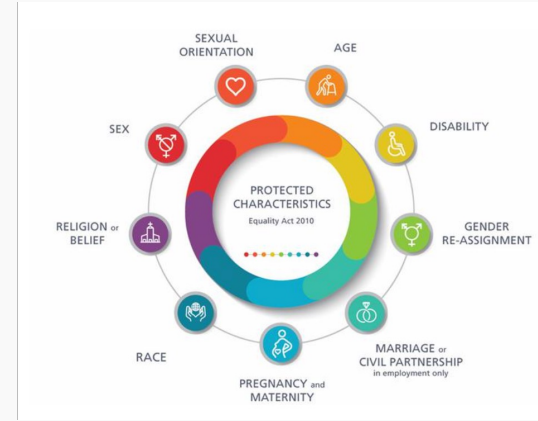 SEXUAL
ORIENTATION
AGE
SEX
DISABILITY
PROTECTED
CHARACTERISTICS
Equality Act 2010
RELIGION or
BELIEF
GENDER
RE-ASSIGNMENT
RACE
MARRIAGE or
CIVIL PARTNERSHIP
in employment only
PREGNANCY and
MATERNITY